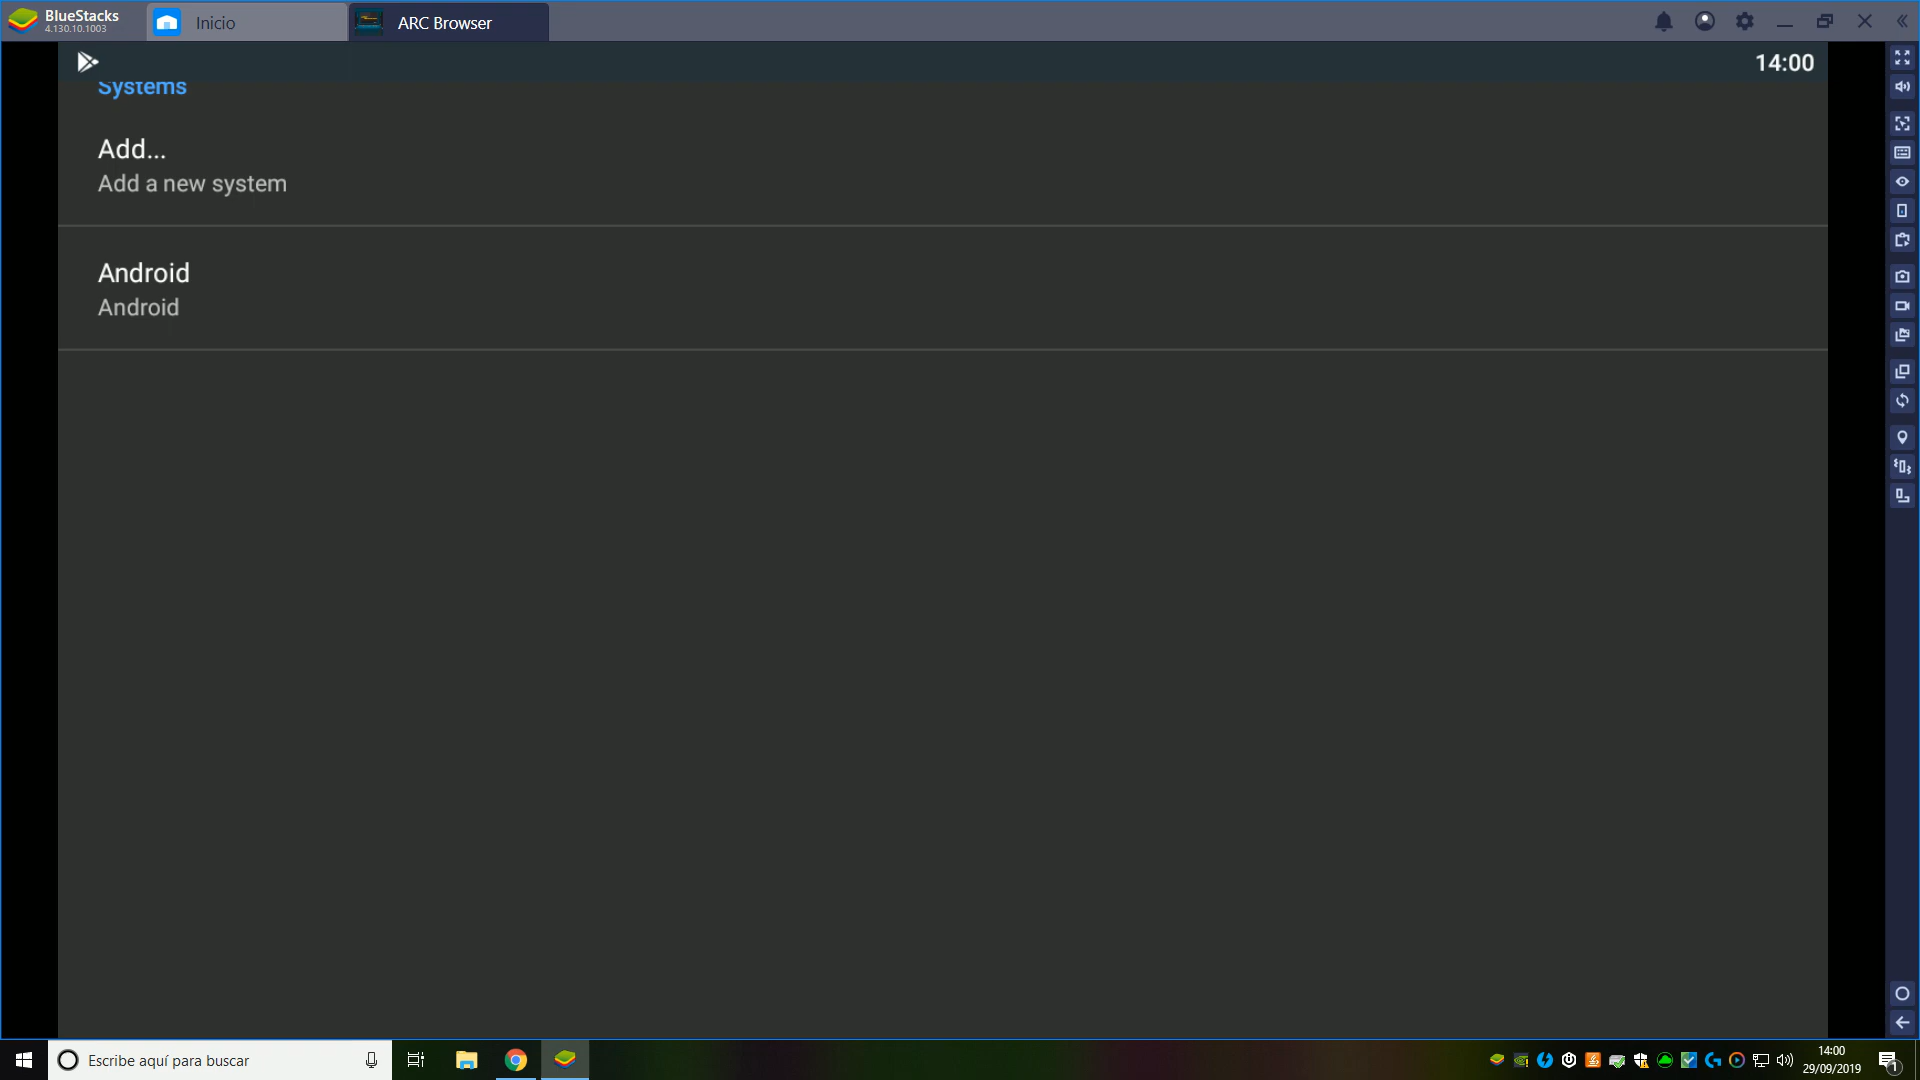 BlueStacks
4.130.10.1003
Inicio
ARC Browser
14:00
Systems
Add...
Add a new system
Android
Android
Escribe aquí para buscar
14:00
29/09/2019
1